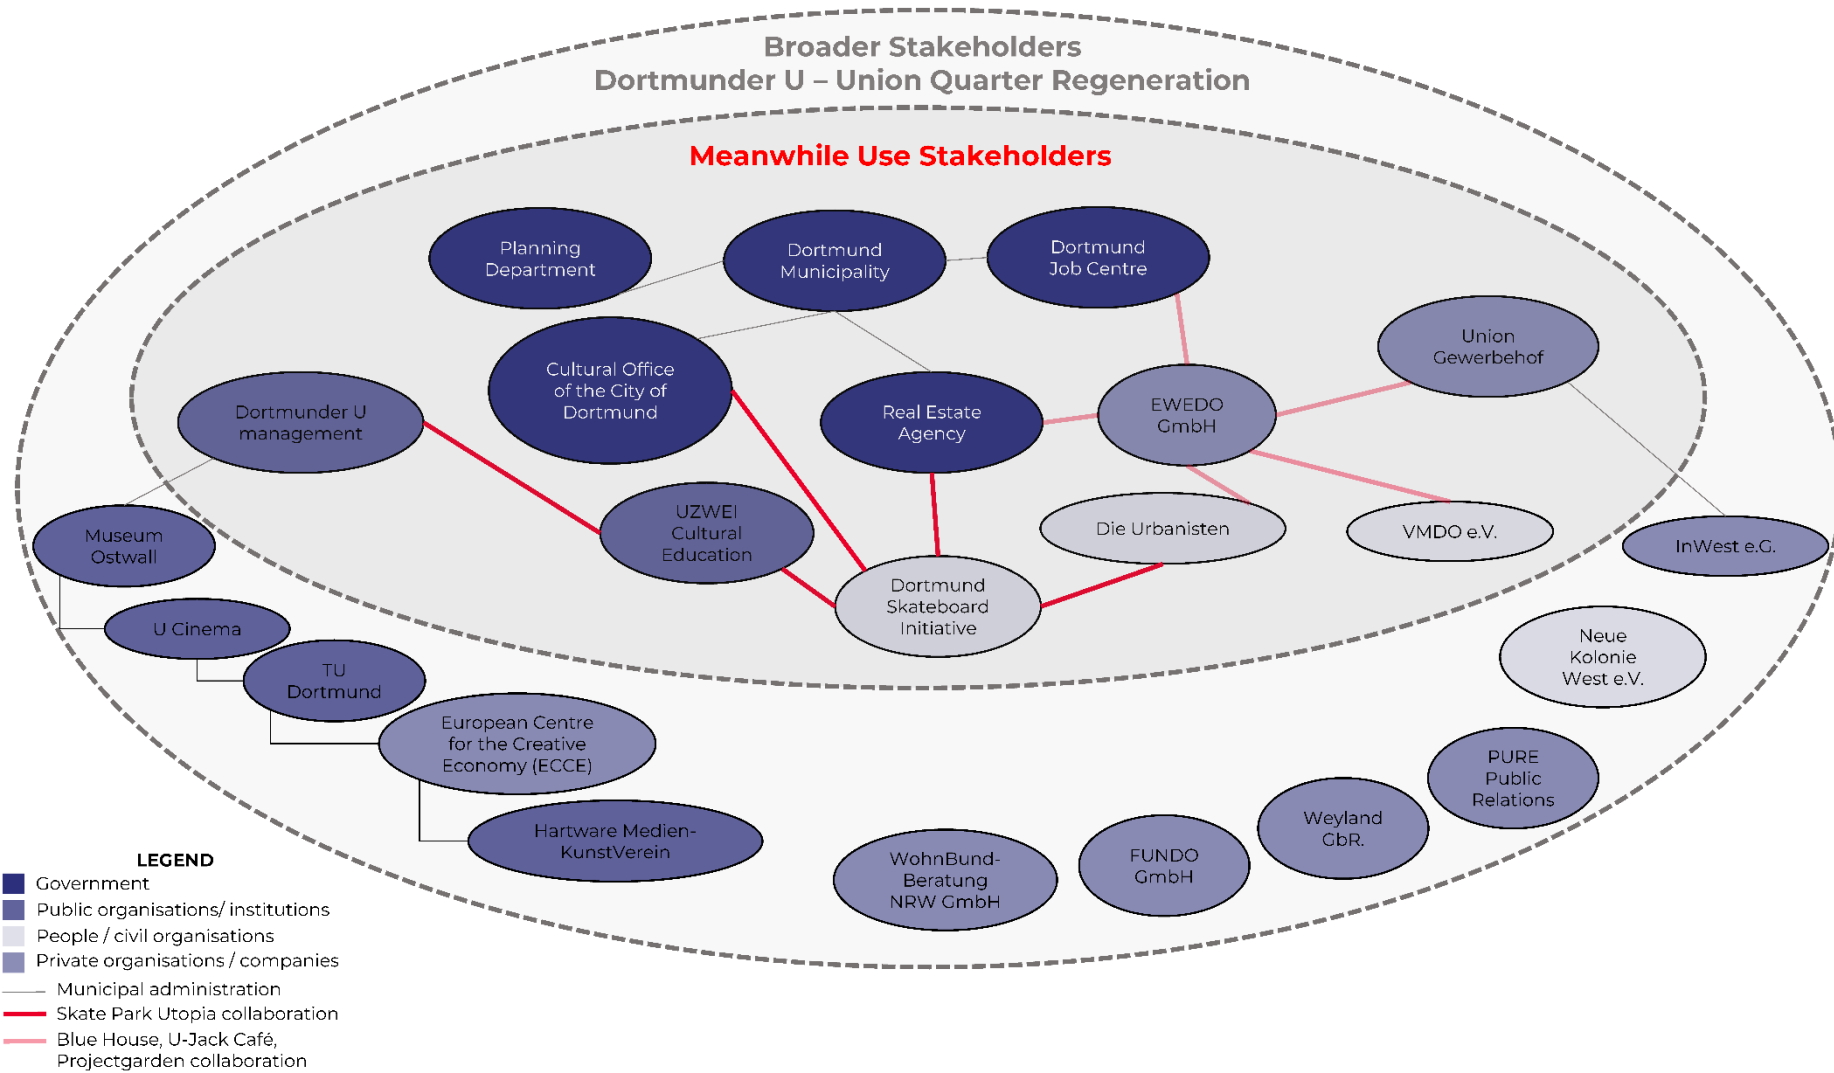 Broader Stakeholders
Dortmunder U – Union Quarter Regeneration
Meanwhile Use Stakeholders
Planning
Department
Dortmund
Municipality
Dortmund
Job Centre
Union
Gewerbehof
Cultural Office
of the City of
Dortmund
Dortmunder U
management
Real Estate
Agency
EWEDO
GmbH
UZWEI
Cultural
Education
Die Urbanisten
VMDO e.V.
InWest e.G.
Museum
Ostwall
Dortmund
Skateboard
Initiative
U Cinema
TU
Dortmund
Neue
Kolonie
West e.V.
European Centre
for the Creative
Economy (ECCE)
PURE
Public
Relations
Hartware Medien-
KunstVerein
WohnBund-
Beratung
NRW GmbH
FUNDO
GmbH
Weyland
GbR.
LEGEND
Government
Public organisations/ institutions
People / civil organisations
Private organisations / companies
Municipal administration
Skate Park Utopia collaboration
Blue House, U-Jack Café,
Projectgarden collaboration